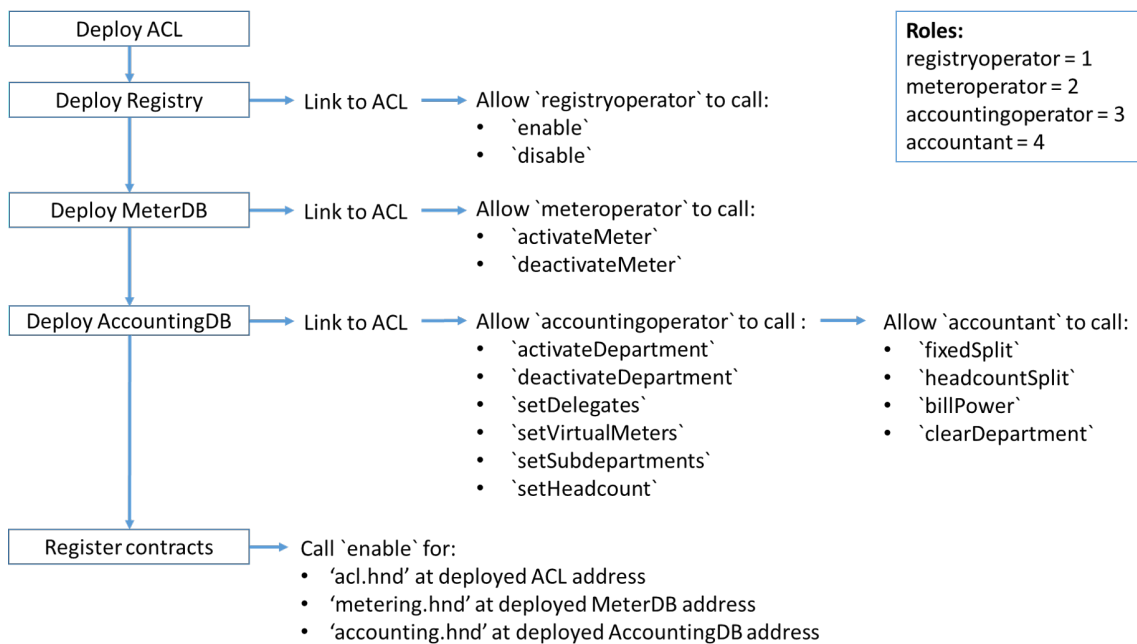 Deploy ACL
Roles:
registryoperator = 1
meteroperator = 2
accountingoperator = 3
accountant = 4
Deploy Registry
Link to ACL
Allow `registryoperator` to call:
• `enable`
• `disable`
Deploy MeterDB
Link to ACL
Allow `meteroperator` to call:
• `activateMeter`
• `deactivateMeter`
Deploy AccountingDB
Link to ACL
Allow `accountingoperator` to call :
• `activateDepartment`
• `deactivateDepartment`
• `setDelegates`
• `setVirtualMeters`
• `setSubdepartments`
• `setHeadcount`
Allow `accountant` to call:
• `fixedSplit`
• `headcountSplit`
• `billPower`
• `clearDepartment`
Register contracts
Call `enable` for:
• ‘acl.hnd’ at deployed ACL address
• ‘metering.hnd’ at deployed MeterDB address
• ‘accounting.hnd’ at deployed AccountingDB address